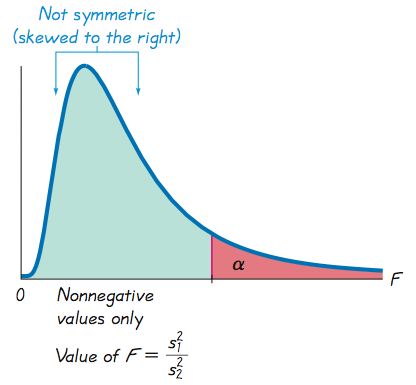 Not symmetric
(skewed to the right)
α
F
0
Nonnegative
values only
Value of F = s₁² / s₂²